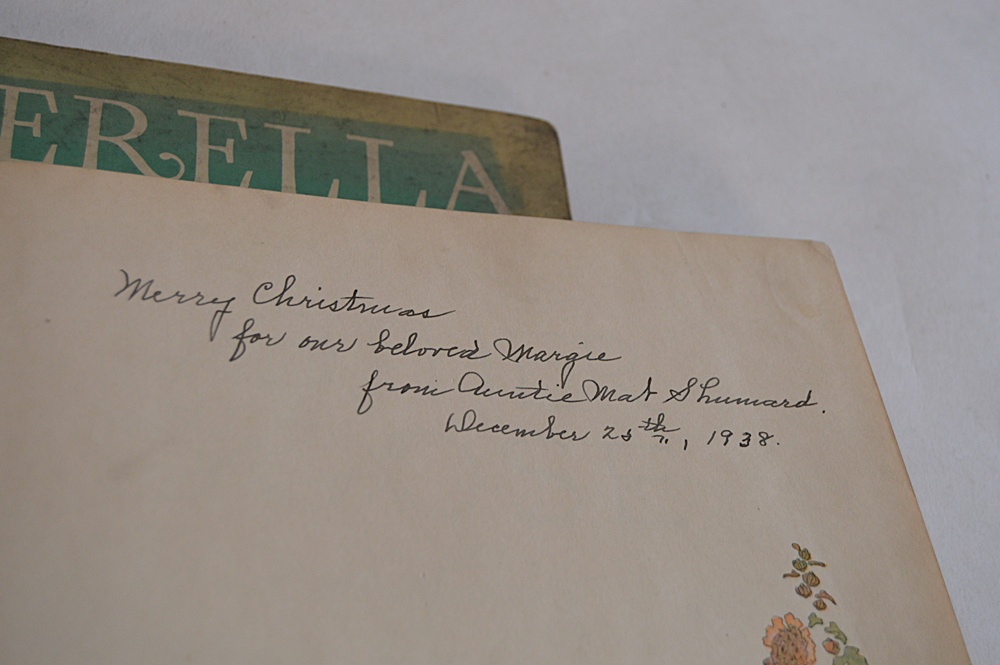 ERELLA
Merry Christmas
for our beloved Margie
from Auntie Mat Shumard.
December 25th, 1938.